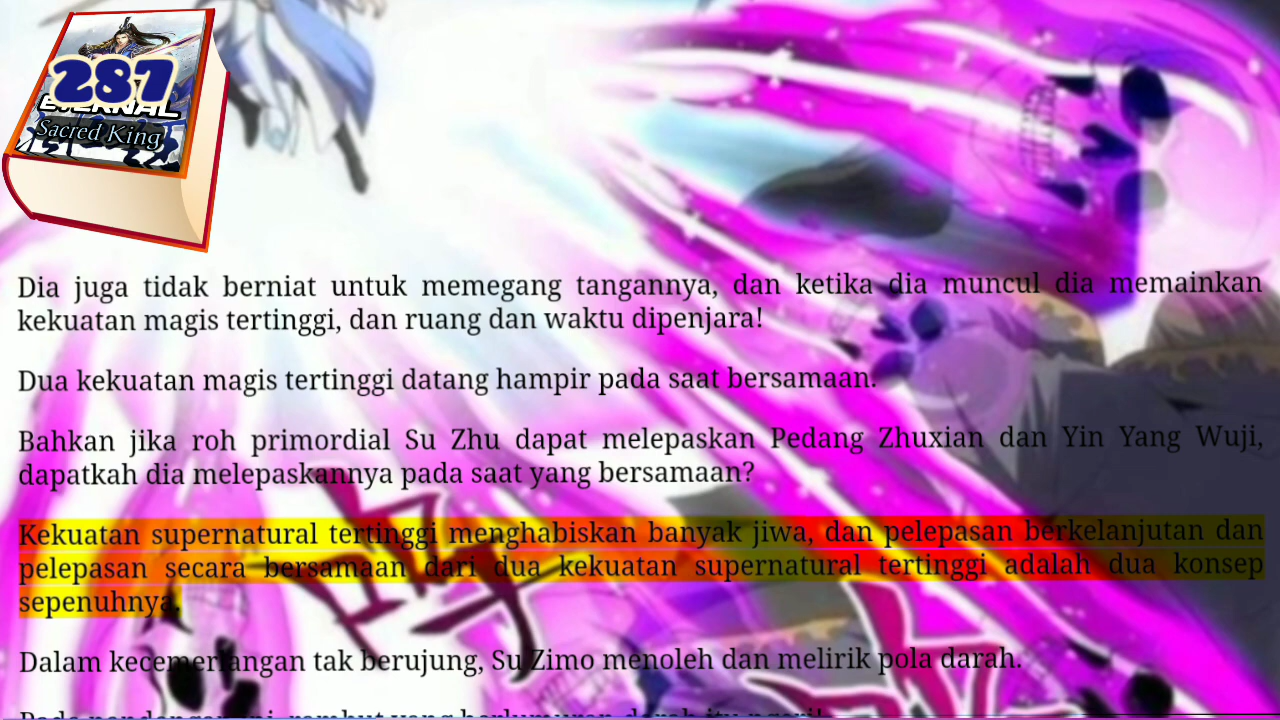 287
ETERNAL
Sacred King
Dia juga tidak berniat untuk memegang tangannya, dan ketika dia muncul dia memainkan
kekuatan magis tertinggi, dan ruang dan waktu dipenjara!
Dua kekuatan magis tertinggi datang hampir pada saat bersamaan.
Bahkan jika roh primordial Su Zhu dapat melepaskan Pedang Zhuxian dan Yin Yang Wuji,
dapatkah dia melepaskannya pada saat yang bersamaan?
Kekuatan supernatural tertinggi menghabiskan banyak jiwa, dan pelepasan berkelanjutan dan
pelepasan secara bersamaan dari dua kekuatan supernatural tertinggi adalah dua konsep
sepenuhnya.
Dalam kecemerlangan tak berujung, Su Zimo menoleh dan melirik pola darah.